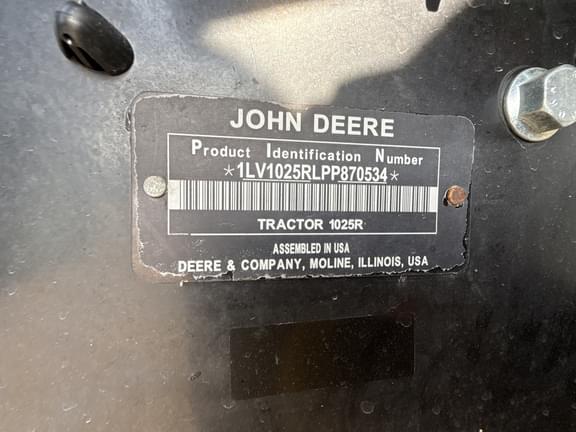 JOHN DEERE
Product Identification Number
*1LV1025RLPP870534*
TRACTOR 1025R
ASSEMBLED IN USA
DEERE & COMPANY, MOLINE, ILLINOIS, USA